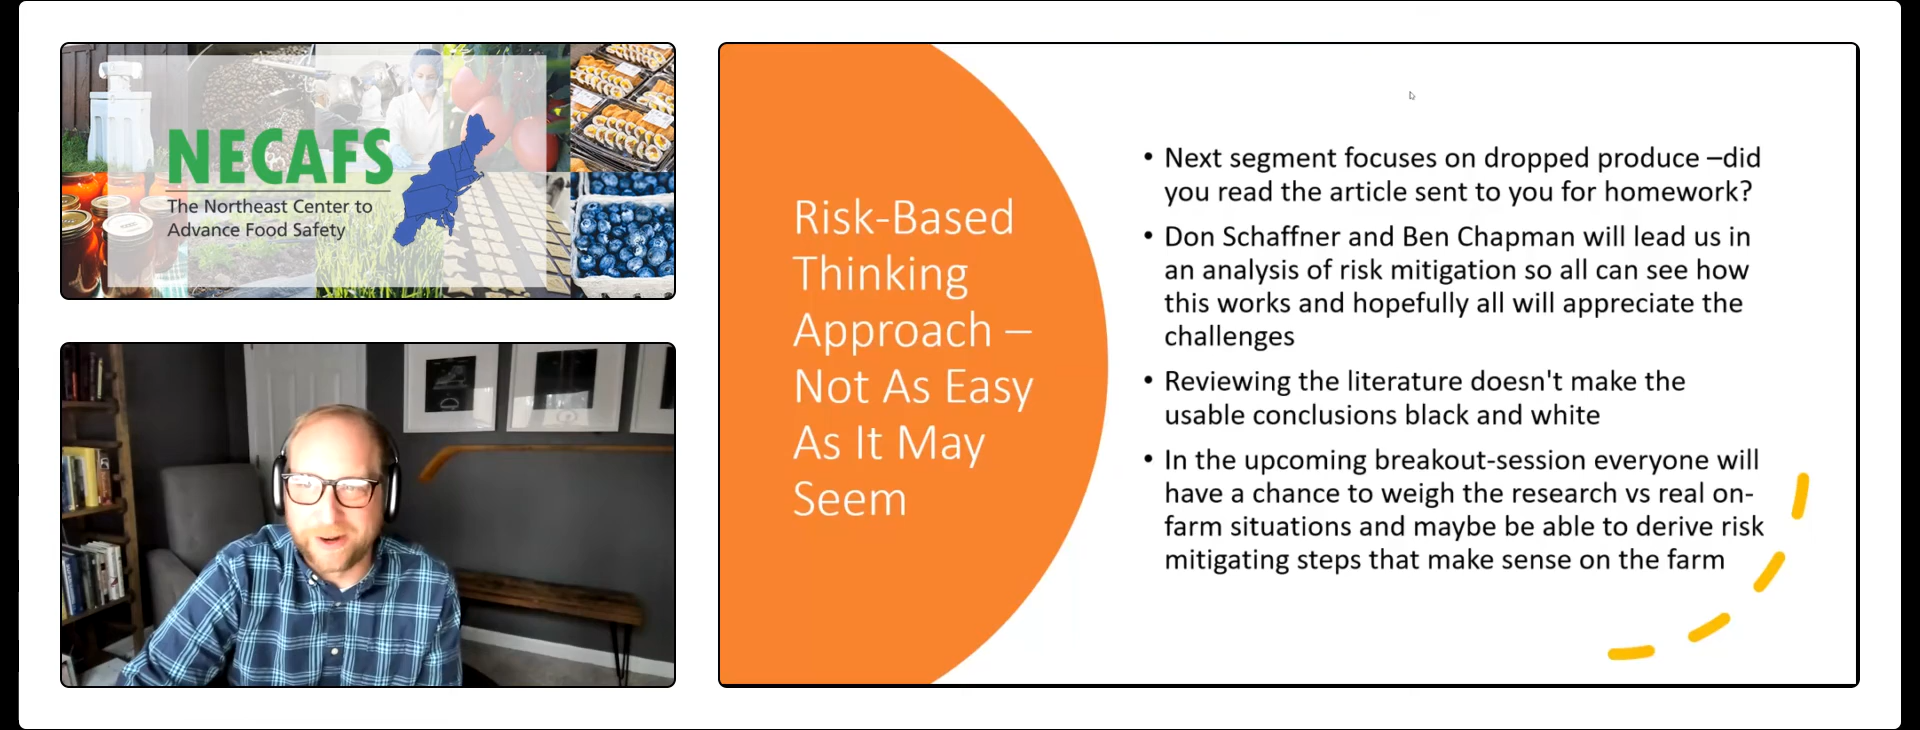 NECAFS
The Northeast Center to
Advance Food Safety
Risk-Based
Thinking
Approach –
Not As Easy
As It May
Seem
• Next segment focuses on dropped produce –did
you read the article sent to you for homework?
• Don Schaffner and Ben Chapman will lead us in
an analysis of risk mitigation so all can see how
this works and hopefully all will appreciate the
challenges
• Reviewing the literature doesn't make the
usable conclusions black and white
• In the upcoming breakout-session everyone will
have a chance to weigh the research vs real on-
farm situations and maybe be able to derive risk
mitigating steps that make sense on the farm